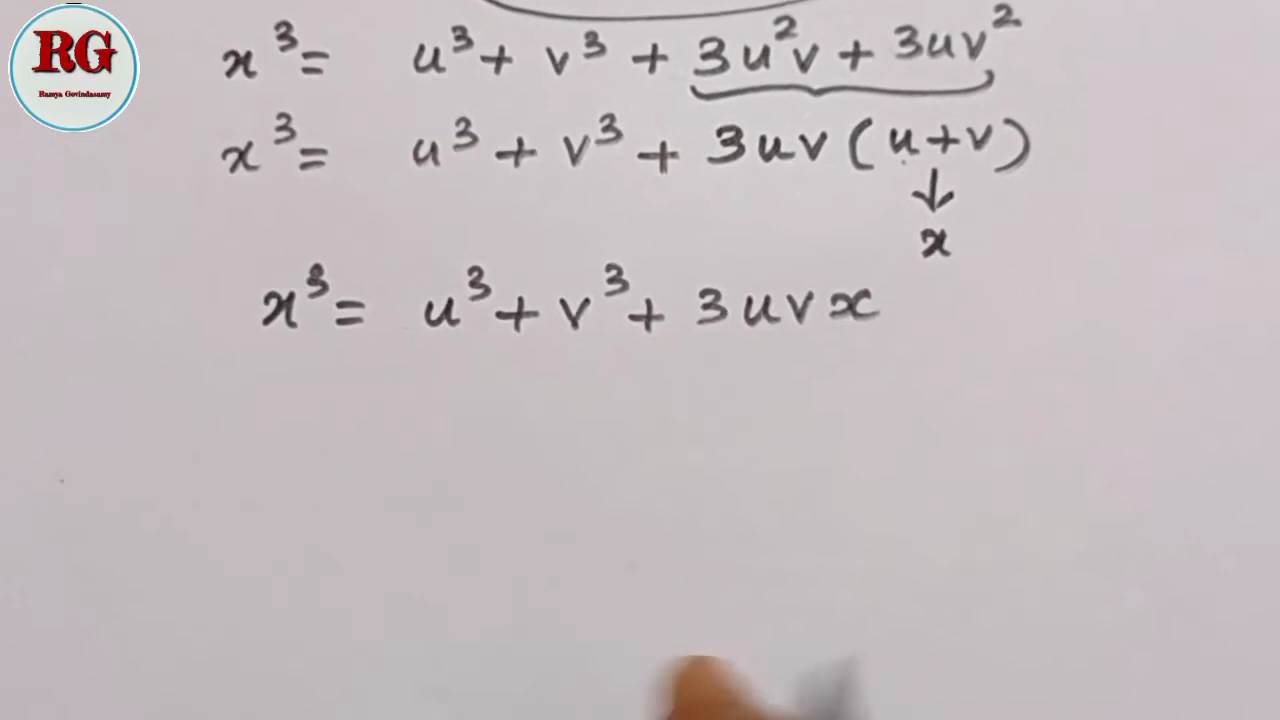 RG
Ramya Govindasamy
x³ = u³ + v³ + 3u²v + 3uv²
x³ = u³ + v³ + 3uv(u+v)
↓
x
x³ = u³ + v³ + 3uvx